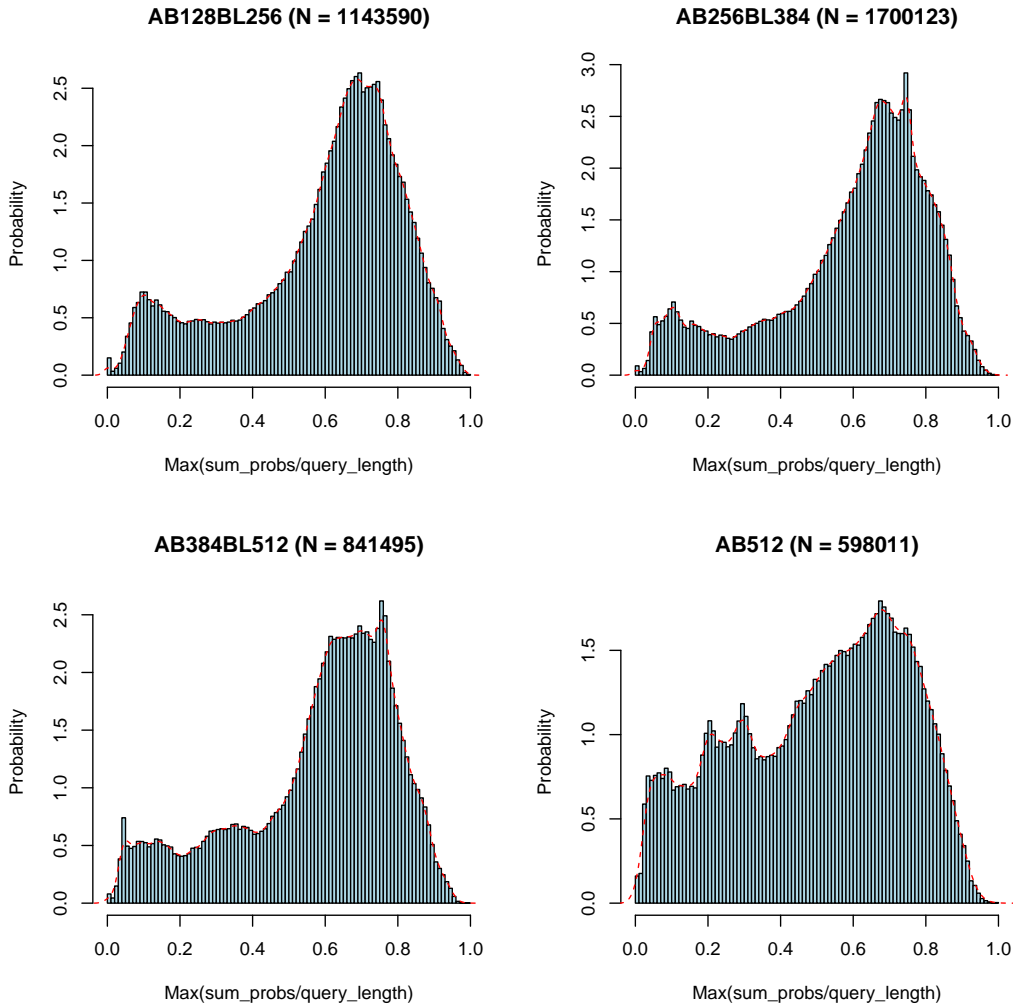 AB128BL256 (N = 1143590)
Probability
2.5
2.0
1.5
1.0
0.5
0.0
0.0 0.2 0.4 0.6 0.8 1.0
Max(sum_probs/query_length)
AB256BL384 (N = 1700123)
Probability
3.0
2.5
2.0
1.5
1.0
0.5
0.0
0.0 0.2 0.4 0.6 0.8 1.0
Max(sum_probs/query_length)
AB384BL512 (N = 841495)
Probability
2.5
2.0
1.5
1.0
0.5
0.0
0.0 0.2 0.4 0.6 0.8 1.0
Max(sum_probs/query_length)
AB512 (N = 598011)
Probability
1.5
1.0
0.5
0.0
0.0 0.2 0.4 0.6 0.8 1.0
Max(sum_probs/query_length)